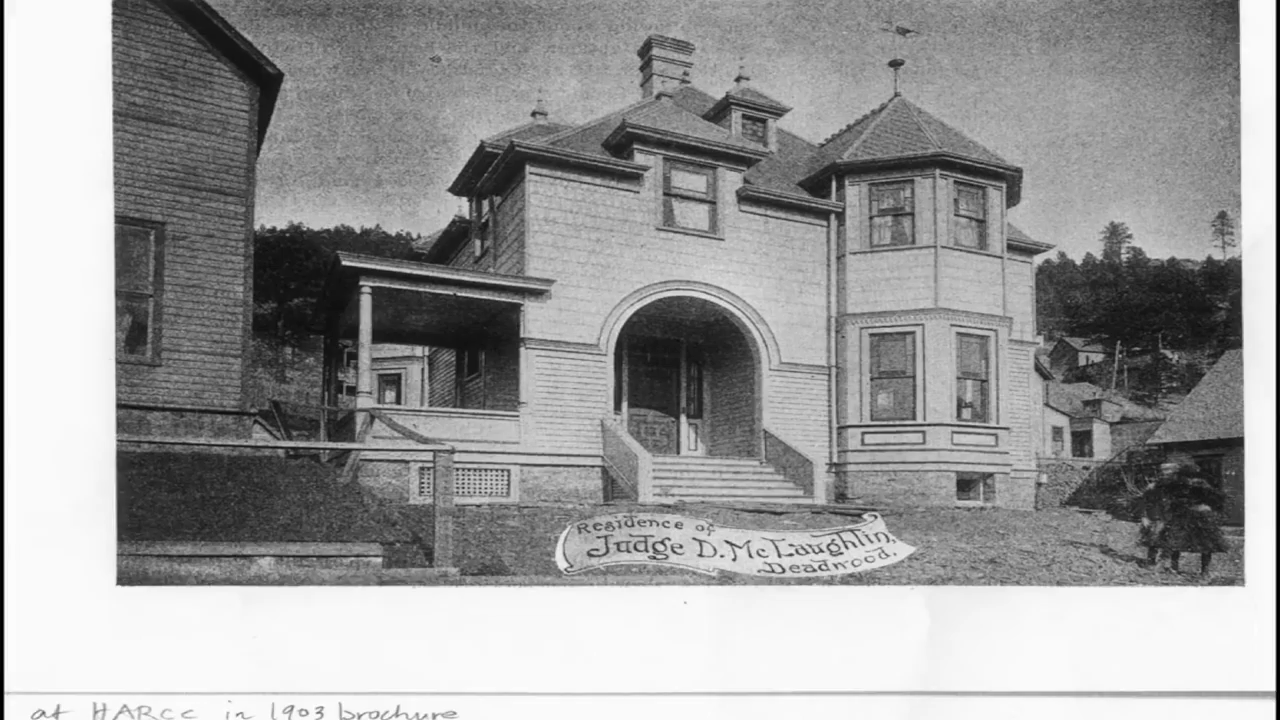 Residence of
Judge D. McLaughlin,
Deadwood.
at HARCC in 1903 brochure